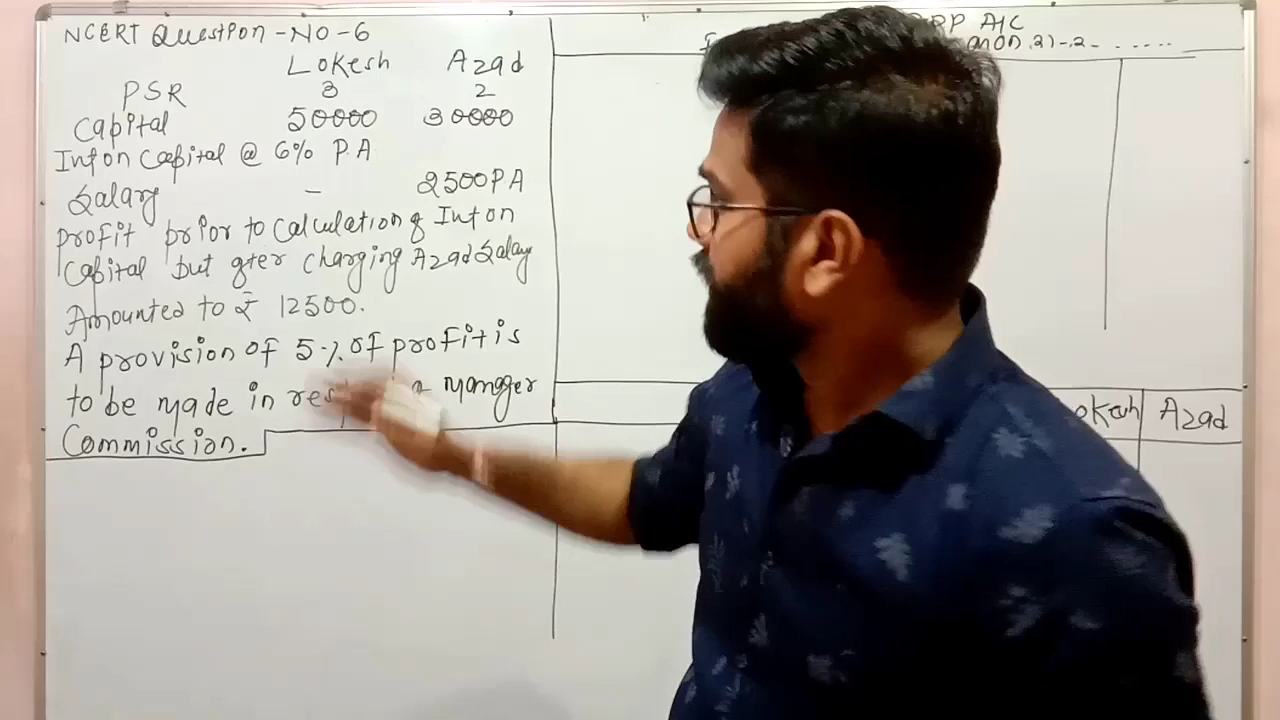 NCERT Question - NO - 6
Lokesh Azad
PSR 3 2
Capital 50000 30000
Int on Capital @ 6% PA
Salary - 2500 PA
Profit prior to calculation of Int on
Capital but after charging Azad Salary
Amounted to ₹ 12500.
A provision of 5% of profit is
to be made in manager
Commission.
A/C
Lokesh Azad